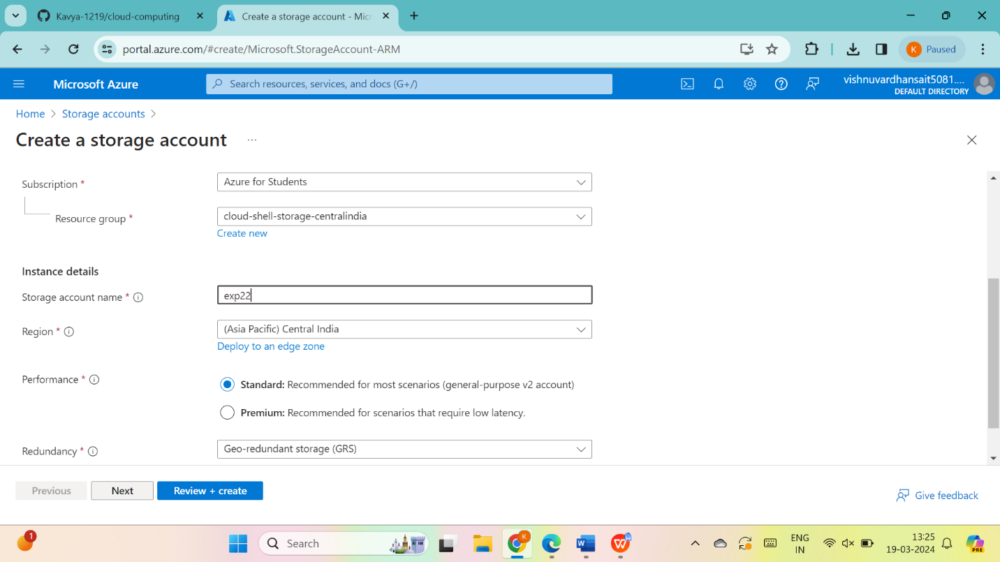 Kavya-1219/cloud-computing
Create a storage account - Micr
portal.azure.com/#create/Microsoft.StorageAccount-ARM
K Paused
Microsoft Azure
Search resources, services, and docs (G+/)
vishnuvardhansait5081....
DEFAULT DIRECTORY
Home > Storage accounts >
Create a storage account ...
Subscription *
Azure for Students
Resource group *
cloud-shell-storage-centralindia
Create new
Instance details
Storage account name *
exp22
Region *
(Asia Pacific) Central India
Deploy to an edge zone
Performance *
Standard: Recommended for most scenarios (general-purpose v2 account)
Premium: Recommended for scenarios that require low latency.
Redundancy *
Geo-redundant storage (GRS)
Previous
Next
Review + create
Give feedback
1
Search
K
W
W
ENG
IN
13:25
19-03-2024
PRE